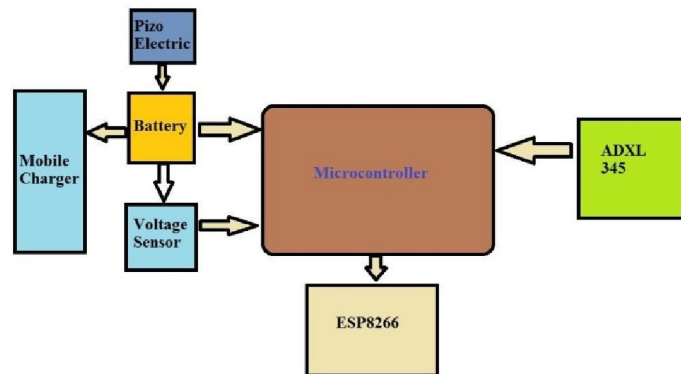 Pizo
Electric
Battery
Mobile
Charger
Voltage
Sensor
Microcontroller
ADXL
345
ESP8266